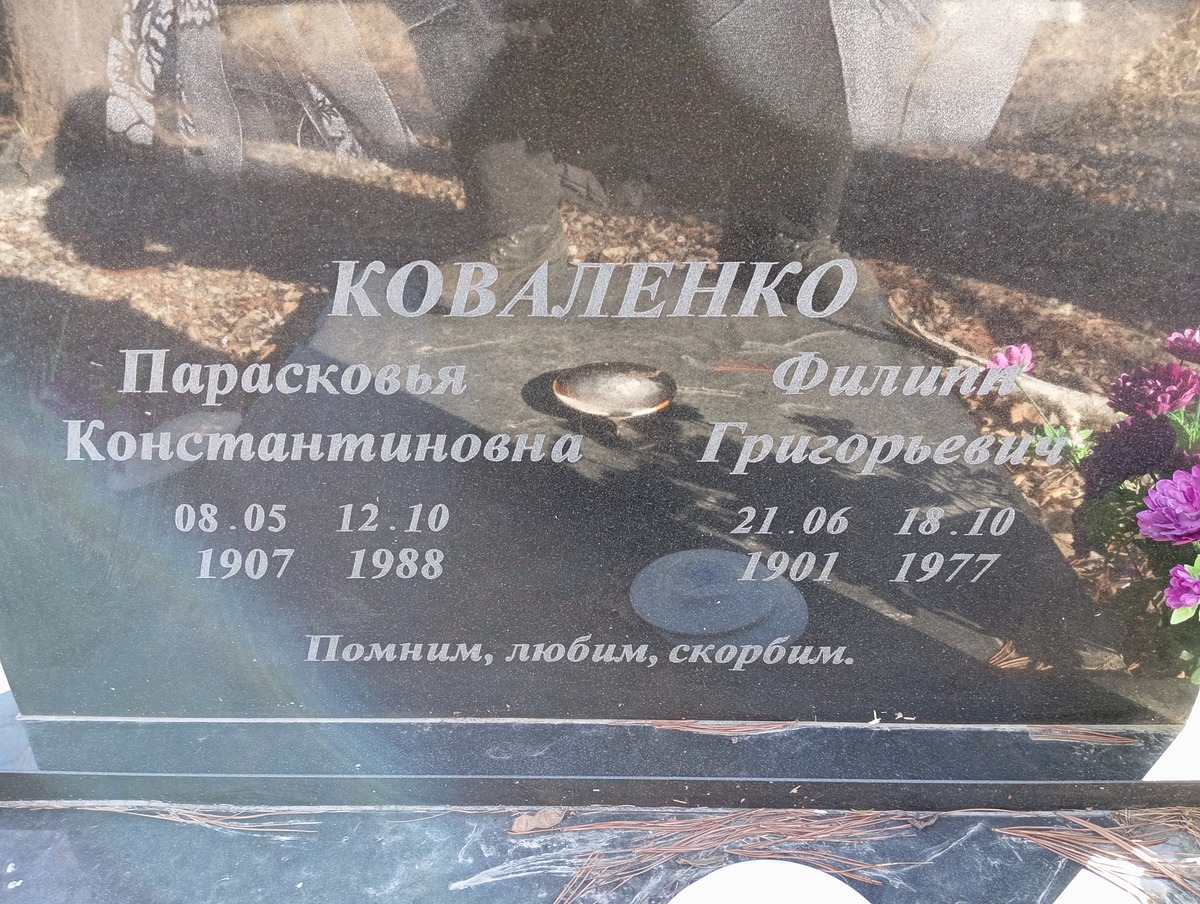 КОВАЛЕНКО
Парасковья
Константиновна
08.05 12.10
1907 1988
Филипп
Григорьевич
21.06 18.10
1901 1977
Помним, любим, скорбим.